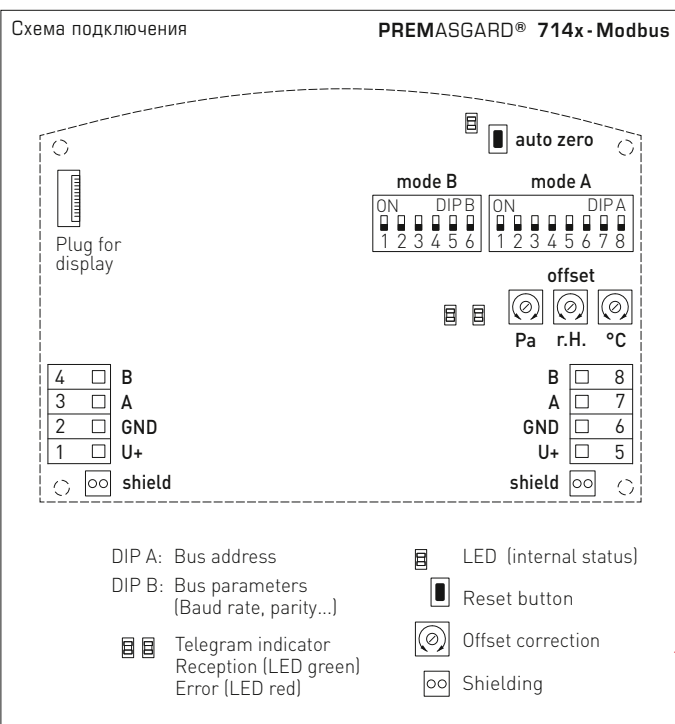 Схема подключения
PREMASGARD® 714x - Modbus
auto zero
mode B
mode A
ON DIP B
ON DIP A
1 2 3 4 5 6
1 2 3 4 5 6 7 8
Plug for
display
offset
Pa r.H. °C
4 B
3 A
2 GND
1 U+
shield
B 8
A 7
GND 6
U+ 5
shield
DIP A: Bus address
DIP B: Bus parameters
(Baud rate, parity...)
Telegram indicator
Reception (LED green)
Error (LED red)
LED (internal status)
Reset button
Offset correction
Shielding